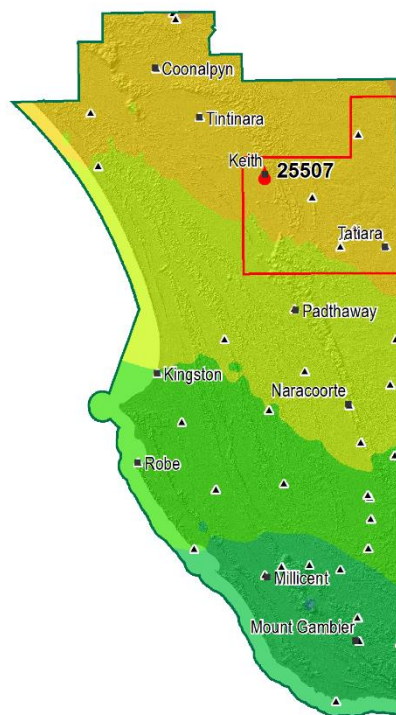 Coonalpyn
Tintinara
Keith
25507
Tatiara
Padthaway
Kingston
Naracoorte
Robe
Millicent
Mount Gambier